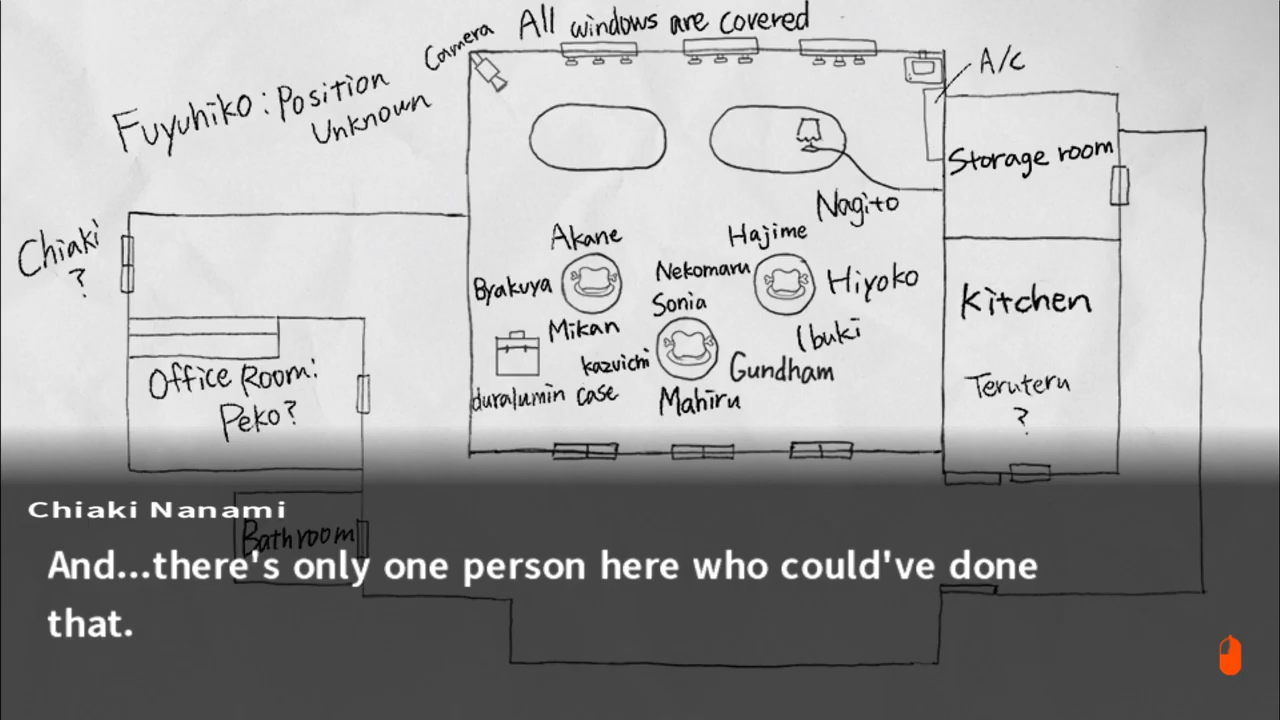 All windows are covered
Camera
A/C
Fuyuhiko: Position
Unknown
Storage room
Nagito
Chiaki
?
Akane
Hajime
Byakuya
Nekomaru
Hiyoko
Sonia
Kitchen
Mikan
Ibuki
kazuichi
Gundham
Office Room:
Peko?
Teruteru
?
duralumin case
Mahiru
Chiaki Nanami
Bathroom
And...there's only one person here who could've done
that.